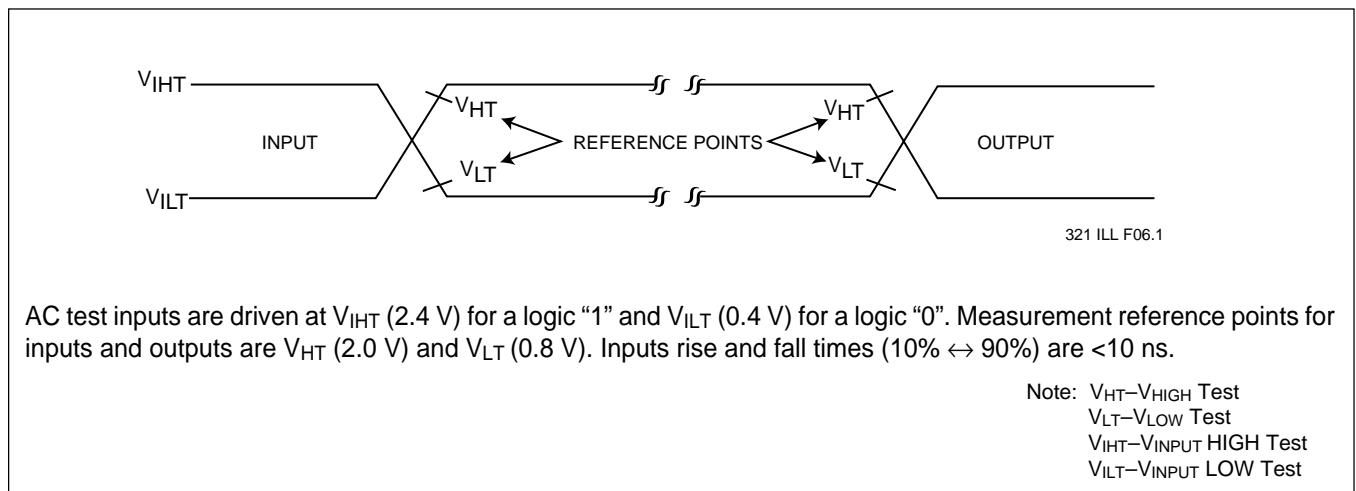 VIHT
VHT
VHT
INPUT
REFERENCE POINTS
OUTPUT
VLT
VLT
VILT
321 ILL F06.1
AC test inputs are driven at VIHT (2.4 V) for a logic “1” and VILT (0.4 V) for a logic “0”. Measurement reference points for
inputs and outputs are VHT (2.0 V) and VLT (0.8 V). Inputs rise and fall times (10% ↔ 90%) are <10 ns.
Note: VHT–VHIGH Test
VLT–VLOW Test
VIHT–VINPUT HIGH Test
VILT–VINPUT LOW Test